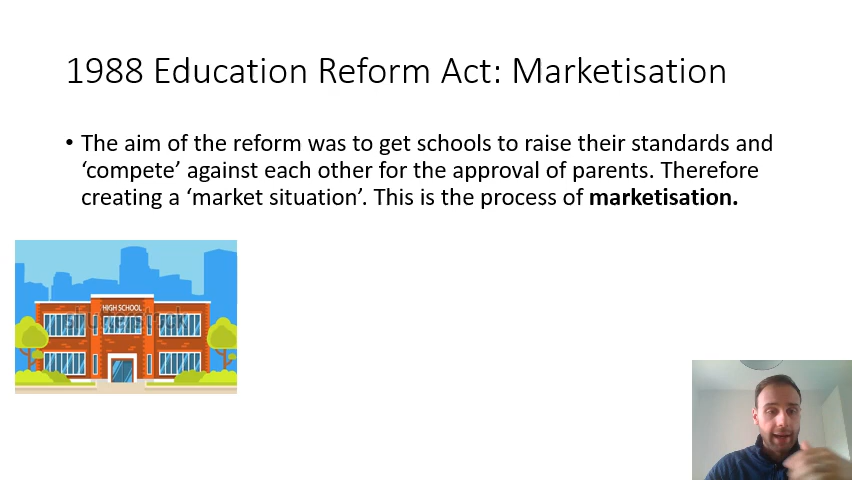 1988 Education Reform Act: Marketisation
• The aim of the reform was to get schools to raise their standards and
‘compete’ against each other for the approval of parents. Therefore
creating a ‘market situation’. This is the process of marketisation.
HIGH SCHOOL
shutterstock